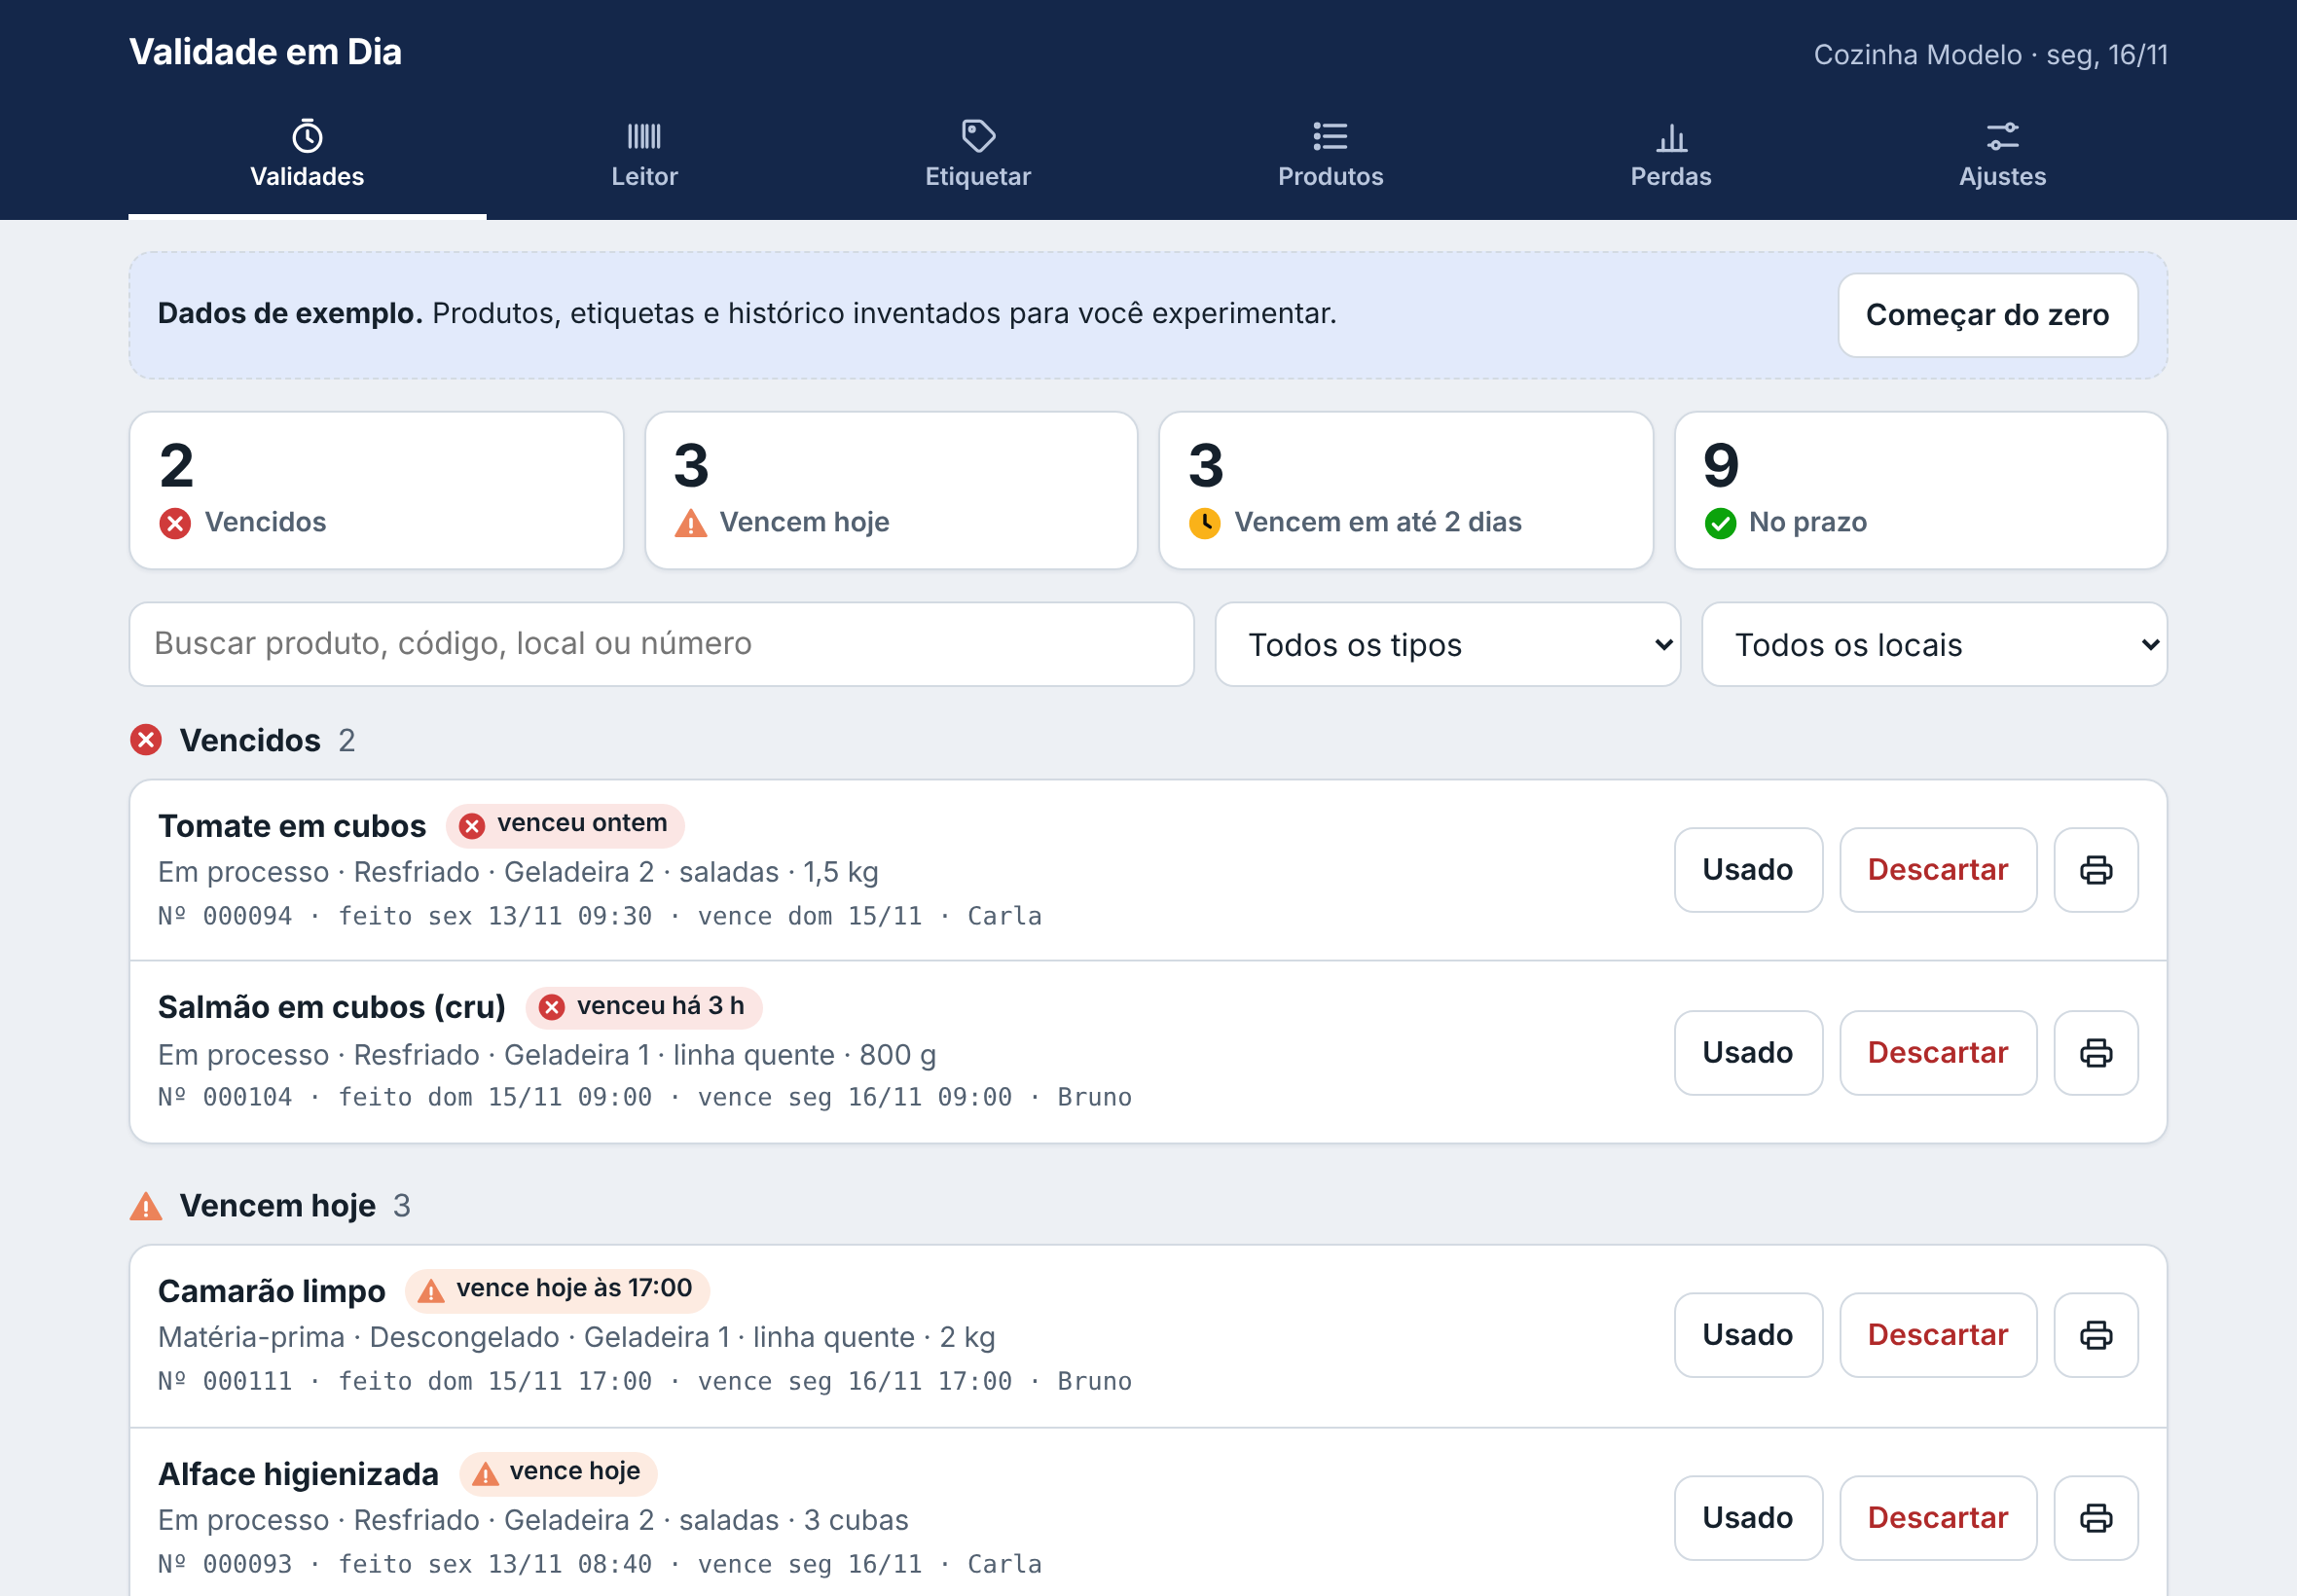 Validade em Dia
Cozinha Modelo · seg, 16/11
Validades
Leitor
Etiquetar
Produtos
Perdas
Ajustes
Dados de exemplo. Produtos, etiquetas e histórico inventados para você experimentar.
Começar do zero
2
Vencidos
3
Vencem hoje
3
Vencem em até 2 dias
9
No prazo
Buscar produto, código, local ou número
Todos os tipos
Todos os locais
Vencidos 2
Tomate em cubos venceu ontem
Em processo · Resfriado · Geladeira 2 · saladas · 1,5 kg
Nº 000094 · feito sex 13/11 09:30 · vence dom 15/11 · Carla
Usado
Descartar
Salmão em cubos (cru) venceu há 3 h
Em processo · Resfriado · Geladeira 1 · linha quente · 800 g
Nº 000104 · feito dom 15/11 09:00 · vence seg 16/11 09:00 · Bruno
Usado
Descartar
Vencem hoje 3
Camarão limpo vence hoje às 17:00
Matéria-prima · Descongelado · Geladeira 1 · linha quente · 2 kg
Nº 000111 · feito dom 15/11 17:00 · vence seg 16/11 17:00 · Bruno
Usado
Descartar
Alface higienizada vence hoje
Em processo · Resfriado · Geladeira 2 · saladas · 3 cubas
Nº 000093 · feito sex 13/11 08:40 · vence seg 16/11 · Carla
Usado
Descartar